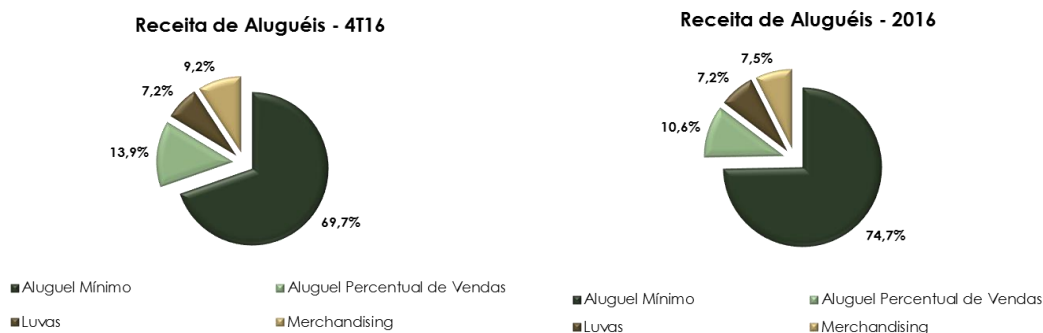 Receita de Aluguéis - 4T16
9,2%
7,2%
13,9%
69,7%
Aluguel Mínimo
Aluguel Percentual de Vendas
Luvas
Merchandising
Receita de Aluguéis - 2016
7,5%
7,2%
10,6%
74,7%
Aluguel Mínimo
Aluguel Percentual de Vendas
Luvas
Merchandising